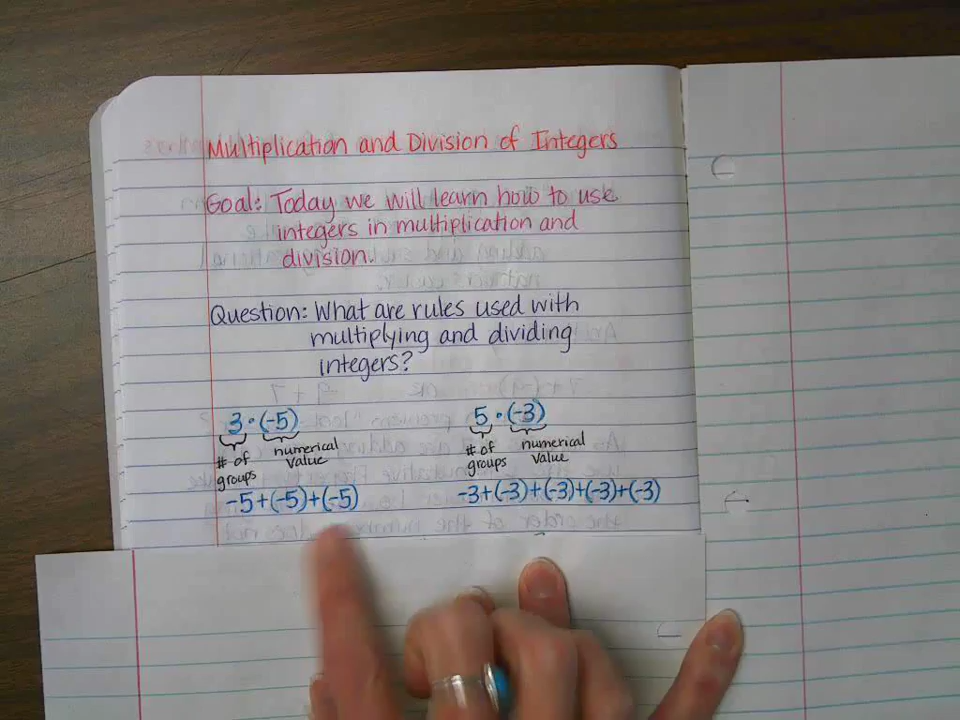 Multiplication and Division of Integers
Goal: Today we will learn how to use
integers in multiplication and
division.
Question: What are rules used with
multiplying and dividing
integers?
3 · (-5) 5 · (-3)
# of groups numerical value # of groups numerical value
-5+(-5)+(-5) -3+(-3)+(-3)+(-3)+(-3)